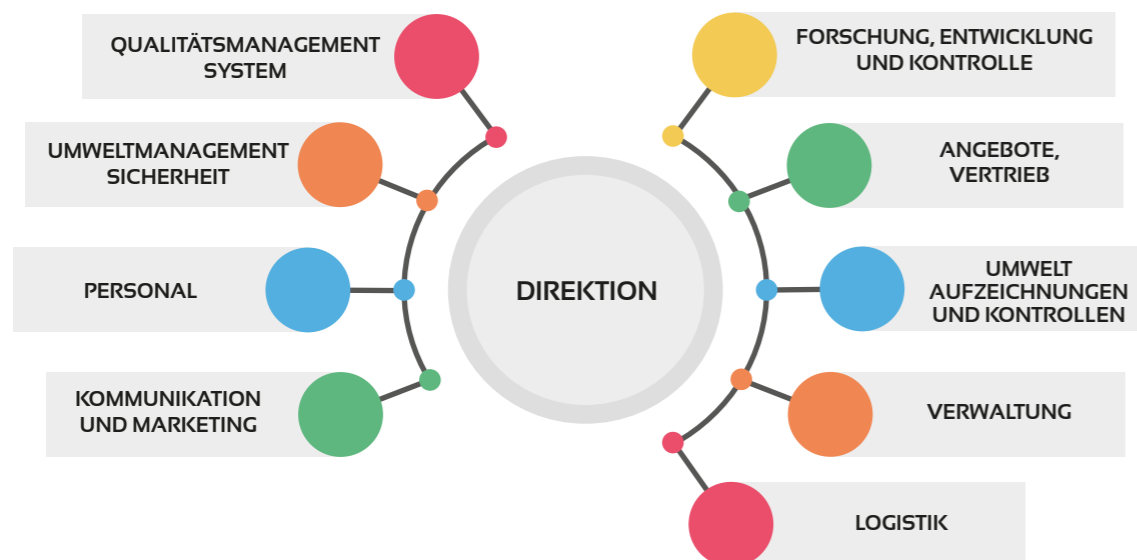 QUALITÄTSMANAGEMENT
SYSTEM
UMWELTMANAGEMENT
SICHERHEIT
PERSONAL
KOMMUNIKATION
UND MARKETING
DIREKTION
FORSCHUNG, ENTWICKLUNG
UND KONTROLLE
ANGEBOTE,
VERTRIEB
UMWELT
AUFZEICHNUNGEN
UND KONTROLLEN
VERWALTUNG
LOGISTIK